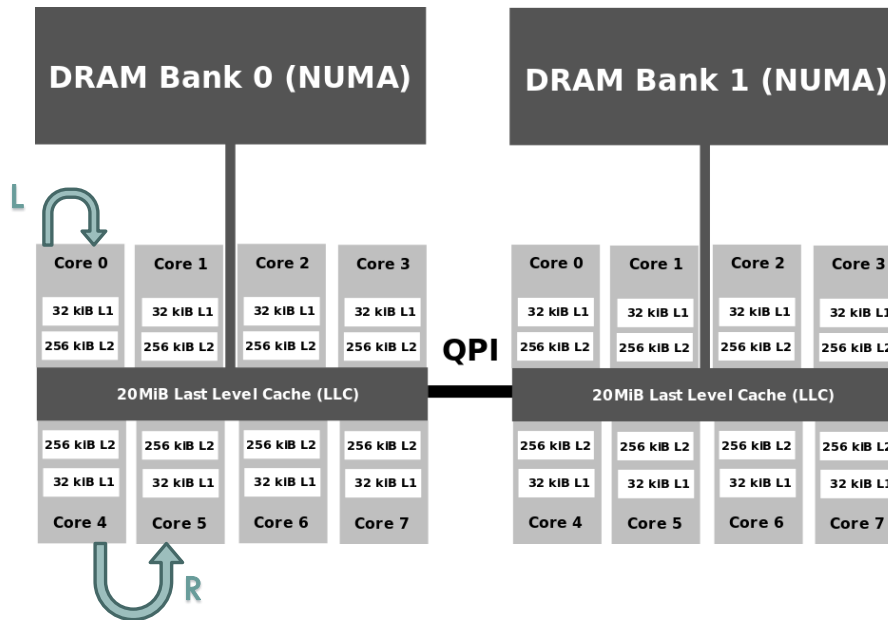 DRAM Bank 0 (NUMA)
DRAM Bank 1 (NUMA)
L
Core 0
Core 1
Core 2
Core 3
32 kiB L1
32 kiB L1
32 kiB L1
32 kiB L1
256 kiB L2
256 kiB L2
256 kiB L2
256 kiB L2
20MiB Last Level Cache (LLC)
256 kiB L2
256 kiB L2
256 kiB L2
256 kiB L2
32 kiB L1
32 kiB L1
32 kiB L1
32 kiB L1
Core 4
Core 5
Core 6
Core 7
R
QPI
Core 0
Core 1
Core 2
Core 3
32 kiB L1
32 kiB L1
32 kiB L1
32 kiB L1
256 kiB L2
256 kiB L2
256 kiB L2
256 kiB L2
20MiB Last Level Cache (LLC)
256 kiB L2
256 kiB L2
256 kiB L2
256 kiB L2
32 kiB L1
32 kiB L1
32 kiB L1
32 kiB L1
Core 4
Core 5
Core 6
Core 7